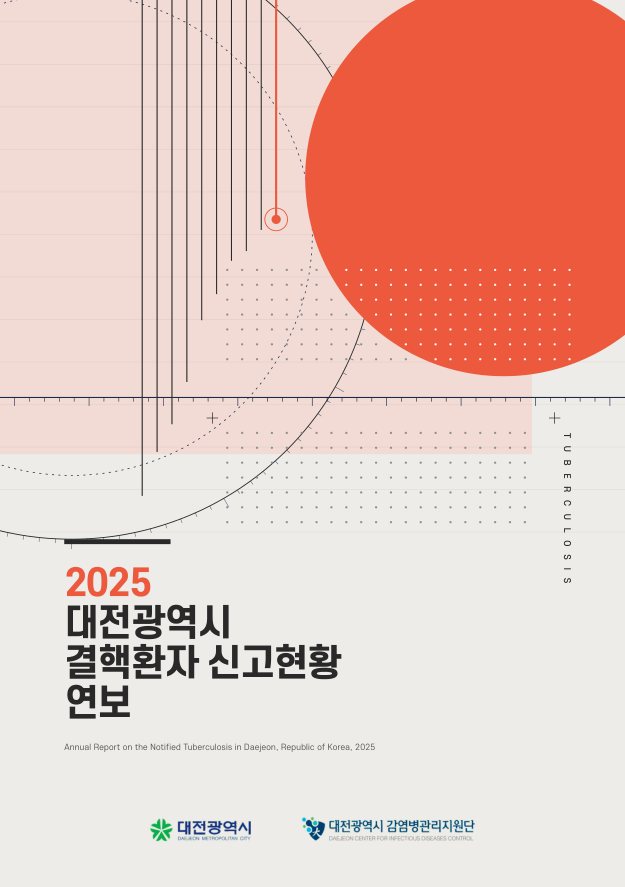 TUBERCULOSIS
2025
대전광역시
결핵환자 신고현황
연보
Annual Report on the Notified Tuberculosis in Daejeon, Republic of Korea, 2025
대전광역시
DAEJEON METROPOLITAN CITY
대전광역시 감염병관리지원단
DAEJEON CENTER FOR INFECTIOUS DISEASES CONTROL